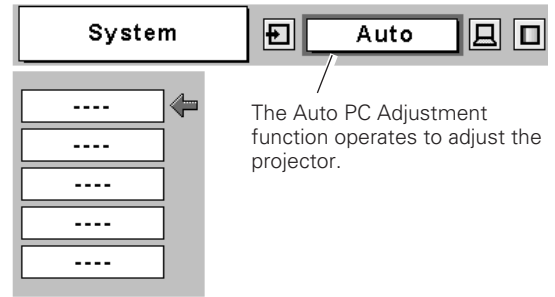 System
Auto
The Auto PC Adjustment
function operates to adjust the
projector.
----
----
----
----
----